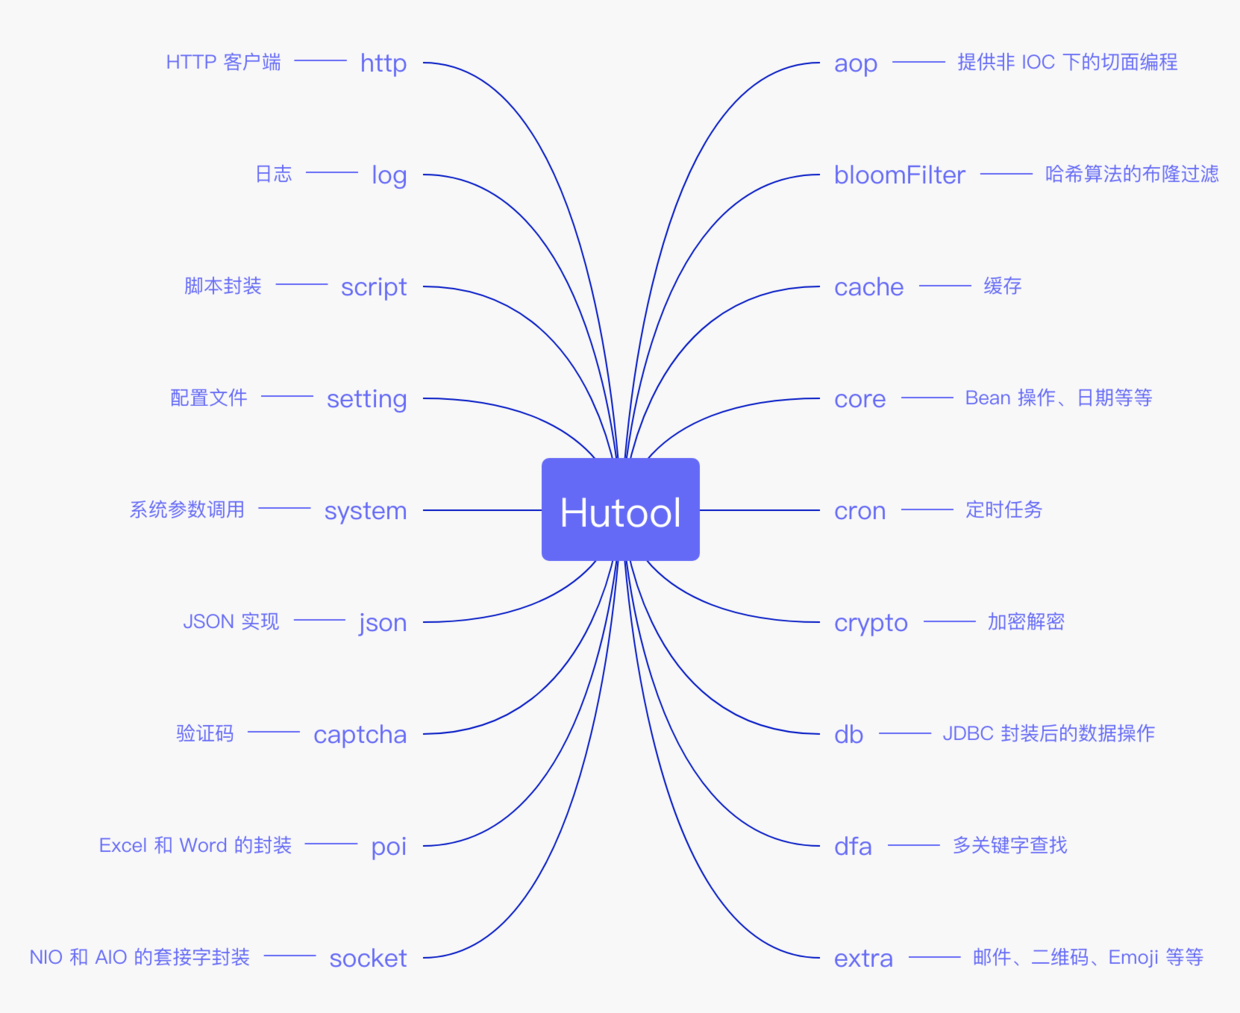 HTTP 客户端 http
日志 log
脚本封装 script
配置文件 setting
系统参数调用 system
JSON 实现 json
验证码 captcha
Excel 和 Word 的封装 poi
NIO 和 AIO 的套接字封装 socket
Hutool
aop 提供非 IOC 下的切面编程
bloomFilter 哈希算法的布隆过滤
cache 缓存
core Bean 操作、日期等等
cron 定时任务
crypto 加密解密
db JDBC 封装后的数据操作
dfa 多关键字查找
extra 邮件、二维码、Emoji 等等